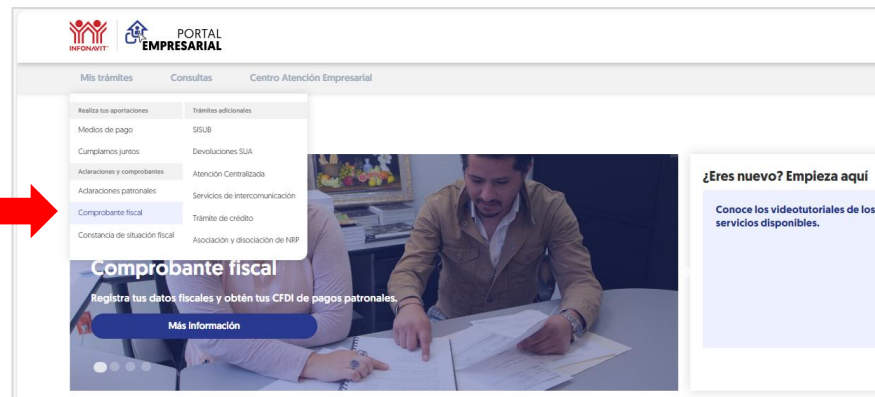 INFONAVIT
PORTAL
EMPRESARIAL
Mis trámites Consultas Centro Atención Empresarial
Realiza tus aportaciones
Medios de pago
Cumplamos juntos
Aclaraciones y comprobantes
Aclaraciones patronales
Comprobante fiscal
Constancia de situación fiscal
Trámites adicionales
SISUB
Devoluciones SUA
Atención Centralizada
Servicios de intercomunicación
Trámite de crédito
Asociación y disociación de NRP
Comprobante fiscal
Registra tus datos fiscales y obtén tus CFDI de pagos patronales.
Más información
¿Eres nuevo? Empieza aquí
Conoce los videotutoriales de los
servicios disponibles.